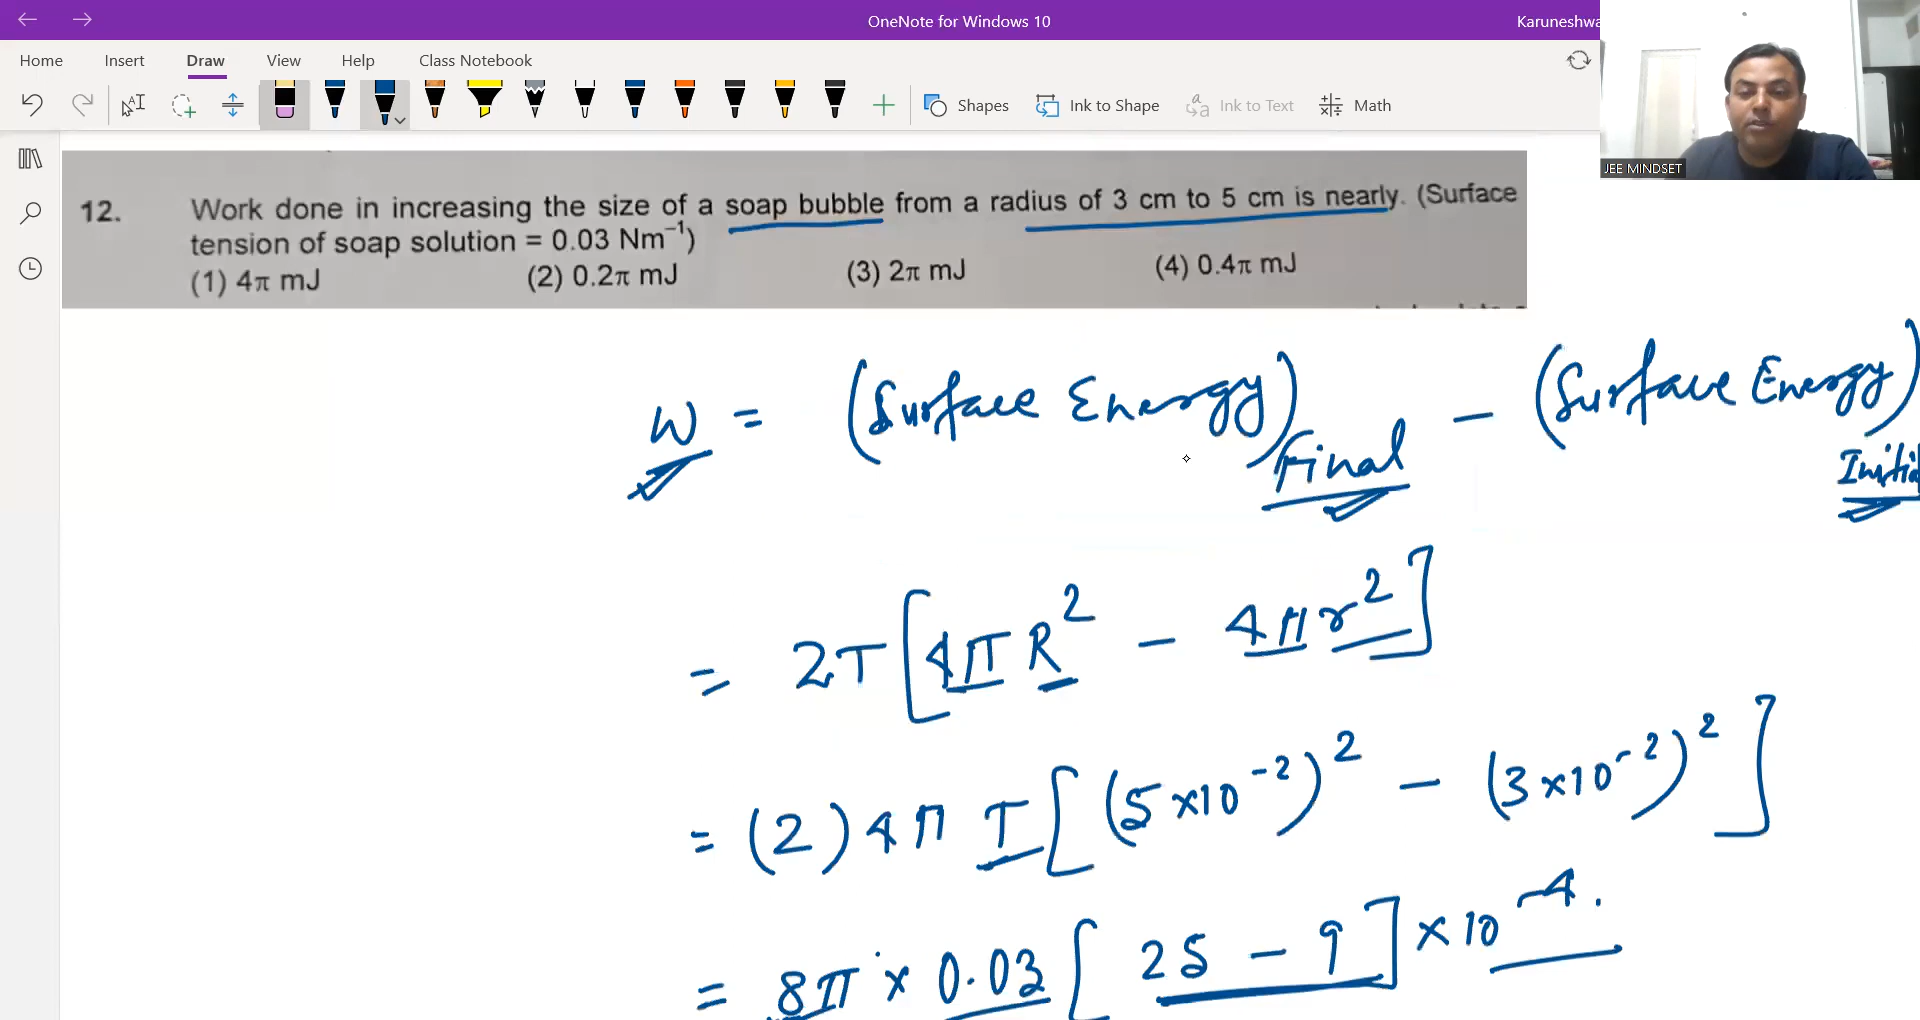 OneNote for Windows 10
Karuneshwa
Home Insert Draw View Help Class Notebook
Shapes Ink to Shape Ink to Text Math
JEE MINDSET
12. Work done in increasing the size of a soap bubble from a radius of 3 cm to 5 cm is nearly. (Surface
tension of soap solution = 0.03 Nm⁻¹)
(1) 4π mJ (2) 0.2π mJ (3) 2π mJ (4) 0.4π mJ
W = (Surface Energy)Final − (Surface Energy)Initial
= 2T[4πR² − 4πr²]
= (2)4π T[(5×10⁻²)² − (3×10⁻²)²]
= 8π × 0.03[25 − 9] × 10⁻⁴.